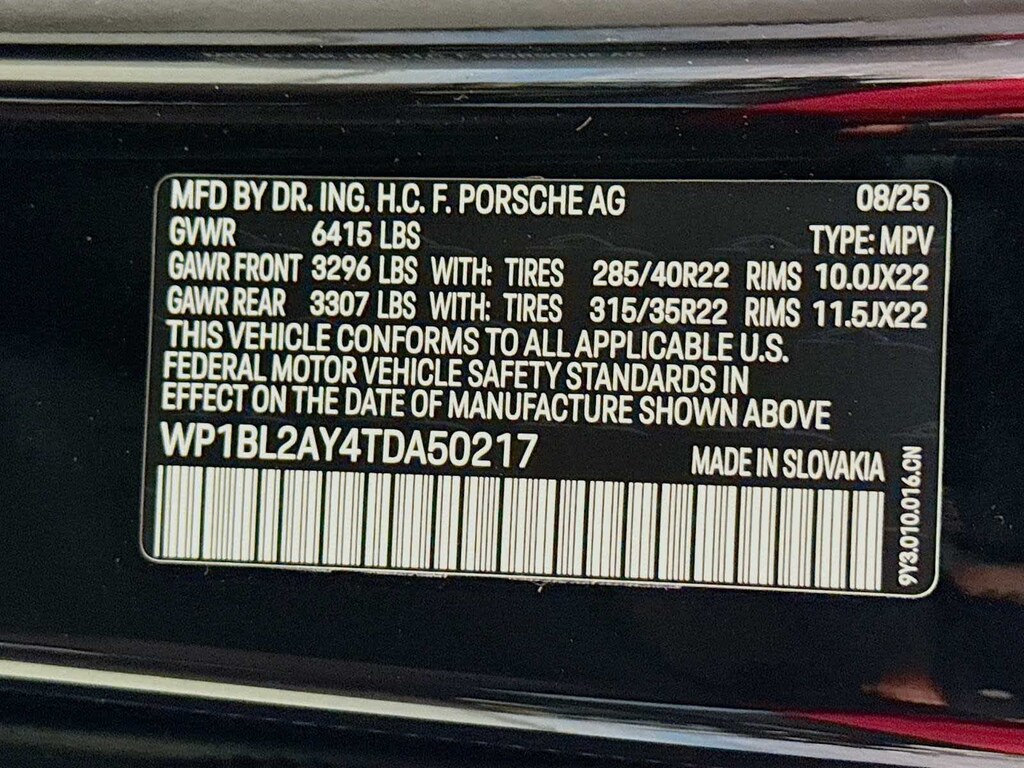 MFD BY DR. ING. H.C. F. PORSCHE AG 08/25
GVWR 6415 LBS TYPE: MPV
GAWR FRONT 3296 LBS WITH: TIRES 285/40R22 RIMS 10.0JX22
GAWR REAR 3307 LBS WITH: TIRES 315/35R22 RIMS 11.5JX22
THIS VEHICLE CONFORMS TO ALL APPLICABLE U.S.
FEDERAL MOTOR VEHICLE SAFETY STANDARDS IN
EFFECT ON THE DATE OF MANUFACTURE SHOWN ABOVE
WP1BL2AY4TDA50217 MADE IN SLOVAKIA
9Y3.010.016.CN